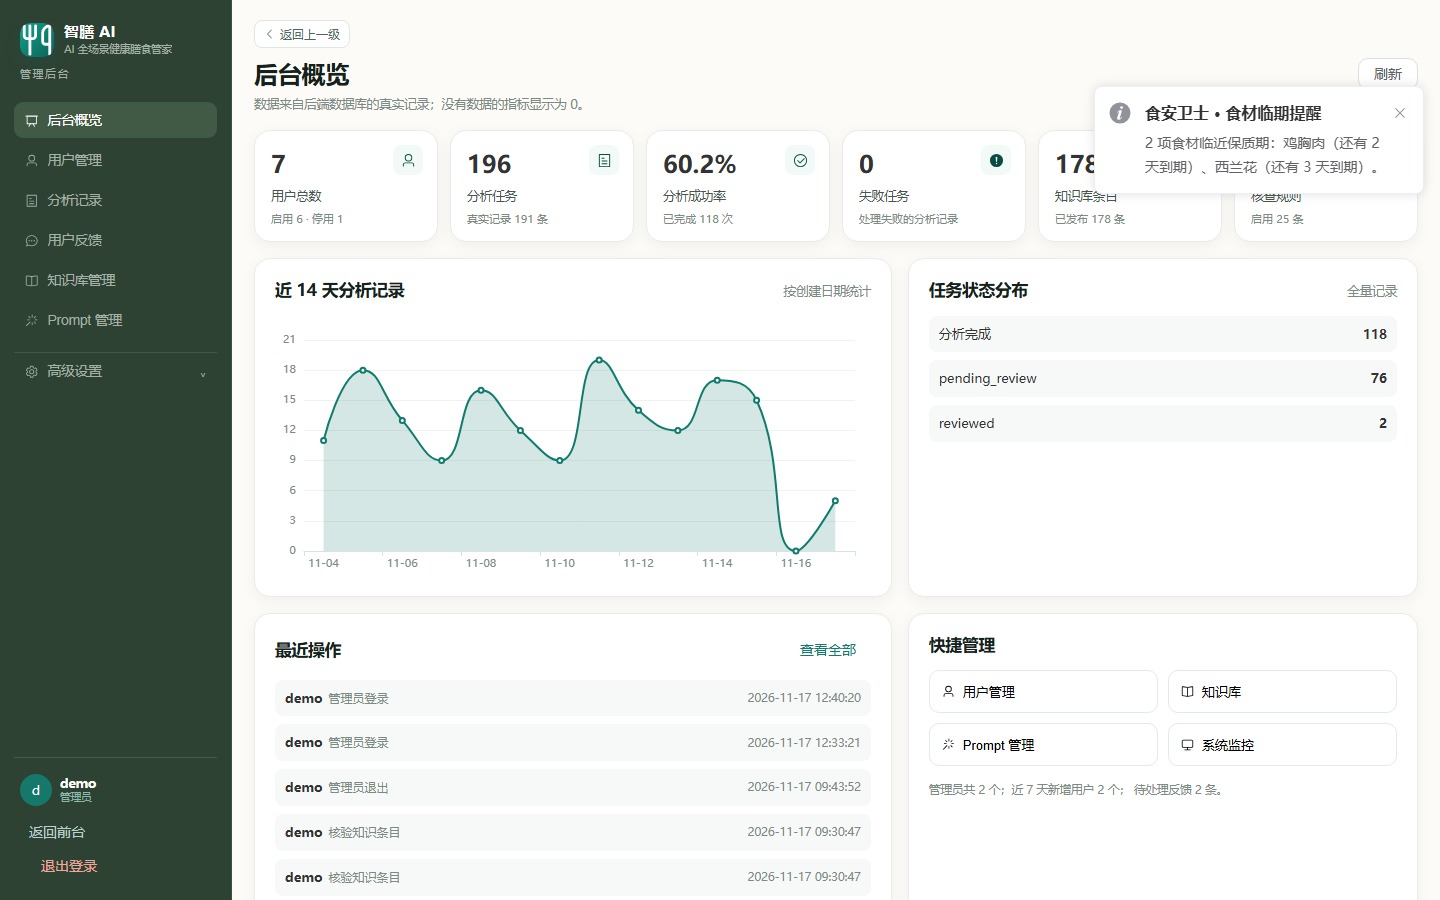 智膳 AI
AI 全场景健康膳食管家
管理后台
后台概览
用户管理
分析记录
用户反馈
知识库管理
Prompt 管理
高级设置
d
demo
管理员
返回前台
退出登录
返回上一级
后台概览
刷新
数据来自后端数据库的真实记录；没有数据的指标显示为 0。
食安卫士 • 食材临期提醒
2 项食材临近保质期：鸡胸肉（还有 2
天到期）、西兰花（还有 3 天到期）。
7
用户总数
启用 6 · 停用 1
196
分析任务
真实记录 191 条
60.2%
分析成功率
已完成 118 次
0
失败任务
处理失败的分析记录
178
知识库条目
已发布 178 条
核查规则
启用 25 条
近 14 天分析记录
按创建日期统计
21
18
15
12
9
6
3
0
11-04
11-06
11-08
11-10
11-12
11-14
11-16
任务状态分布
全量记录
分析完成 118
pending_review 76
reviewed 2
最近操作
查看全部
demo 管理员登录 2026-11-17 12:40:20
demo 管理员登录 2026-11-17 12:33:21
demo 管理员退出 2026-11-17 09:43:52
demo 核验知识条目 2026-11-17 09:30:47
demo 核验知识条目 2026-11-17 09:30:47
快捷管理
用户管理
知识库
Prompt 管理
系统监控
管理员共 2 个；近 7 天新增用户 2 个； 待处理反馈 2 条。